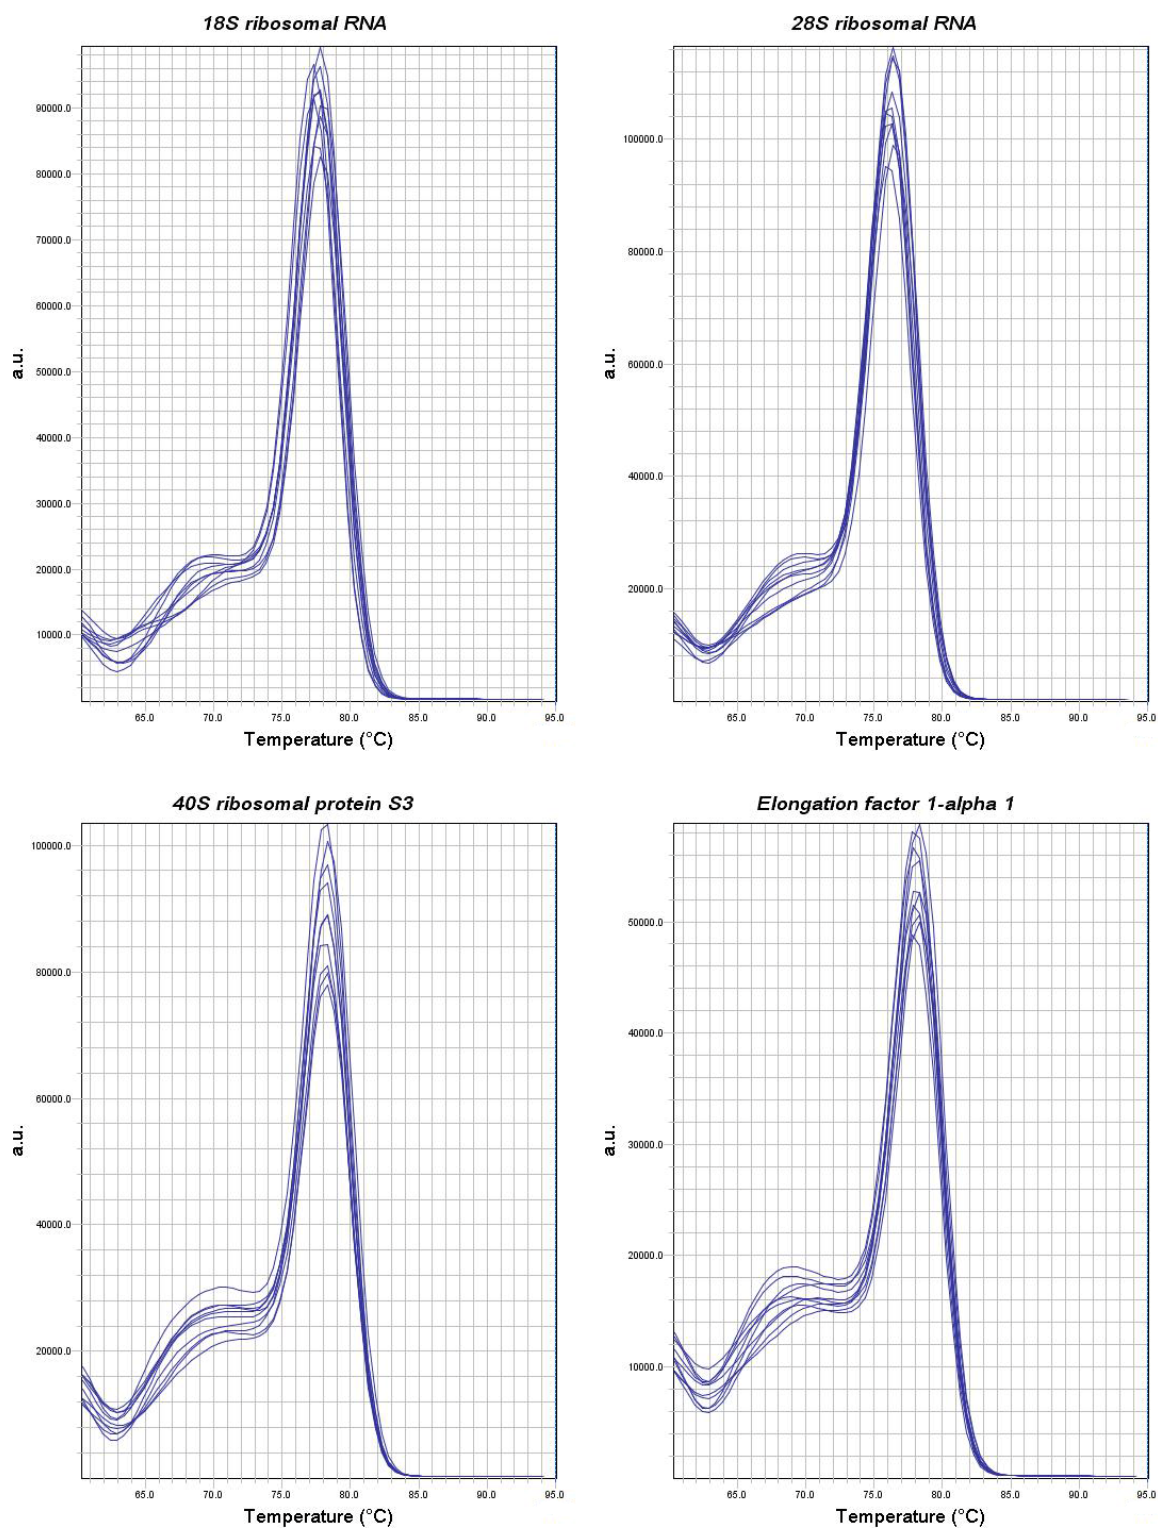 18S ribosomal RNA
a.u.
90000.0
80000.0
70000.0
60000.0
50000.0
40000.0
30000.0
20000.0
10000.0
65.0 70.0 75.0 80.0 85.0 90.0 95.0
Temperature (°C)
28S ribosomal RNA
a.u.
100000.0
80000.0
60000.0
40000.0
20000.0
65.0 70.0 75.0 80.0 85.0 90.0 95.0
Temperature (°C)
40S ribosomal protein S3
a.u.
100000.0
80000.0
60000.0
40000.0
20000.0
65.0 70.0 75.0 80.0 85.0 90.0 95.0
Temperature (°C)
Elongation factor 1-alpha 1
a.u.
50000.0
40000.0
30000.0
20000.0
10000.0
65.0 70.0 75.0 80.0 85.0 90.0 95.0
Temperature (°C)